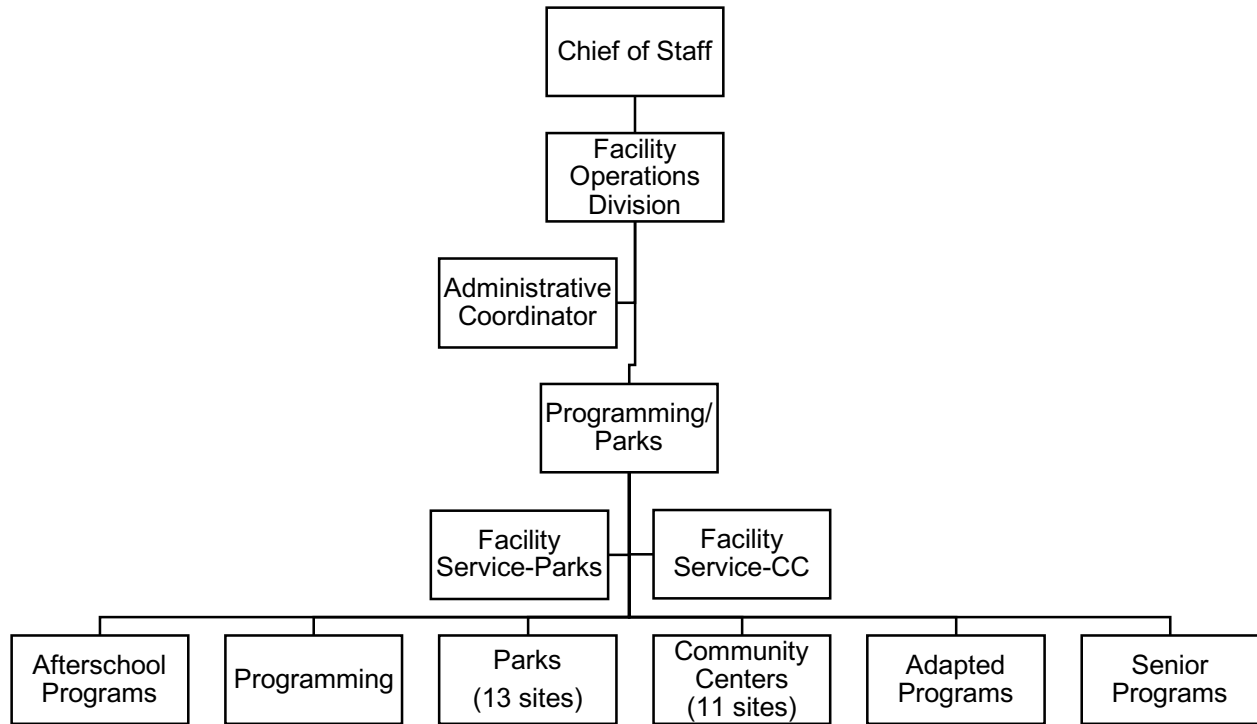 Chief of Staff
Facility
Operations
Division
Administrative
Coordinator
Programming/
Parks
Facility
Service-Parks
Facility
Service-CC
Afterschool
Programs
Programming
Parks
(13 sites)
Community
Centers
(11 sites)
Adapted
Programs
Senior
Programs